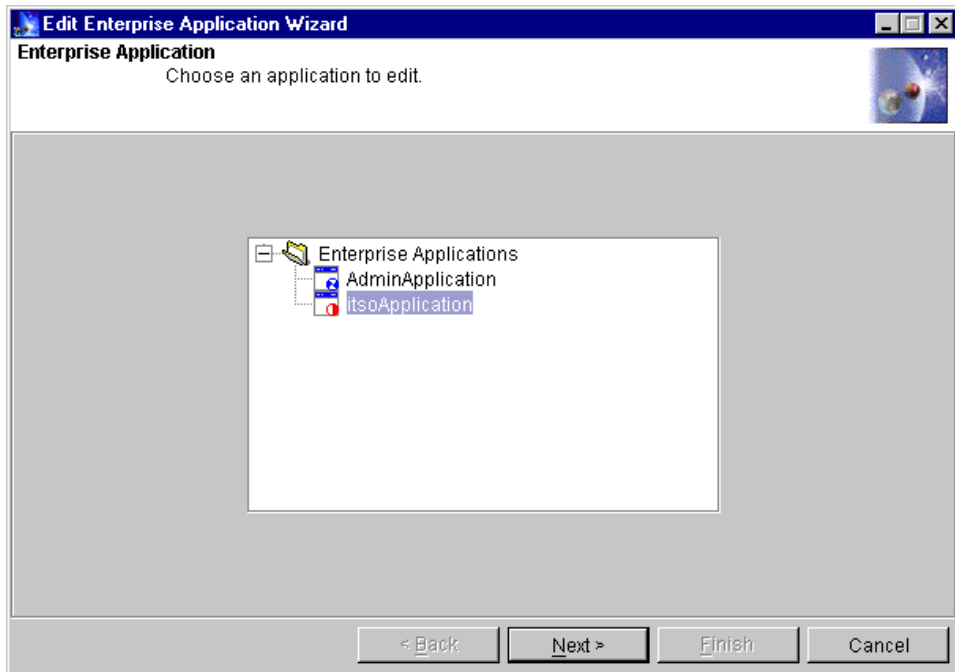 Edit Enterprise Application Wizard
Enterprise Application
Choose an application to edit.
Enterprise Applications
AdminApplication
itsoApplication
< Back Next > Finish Cancel